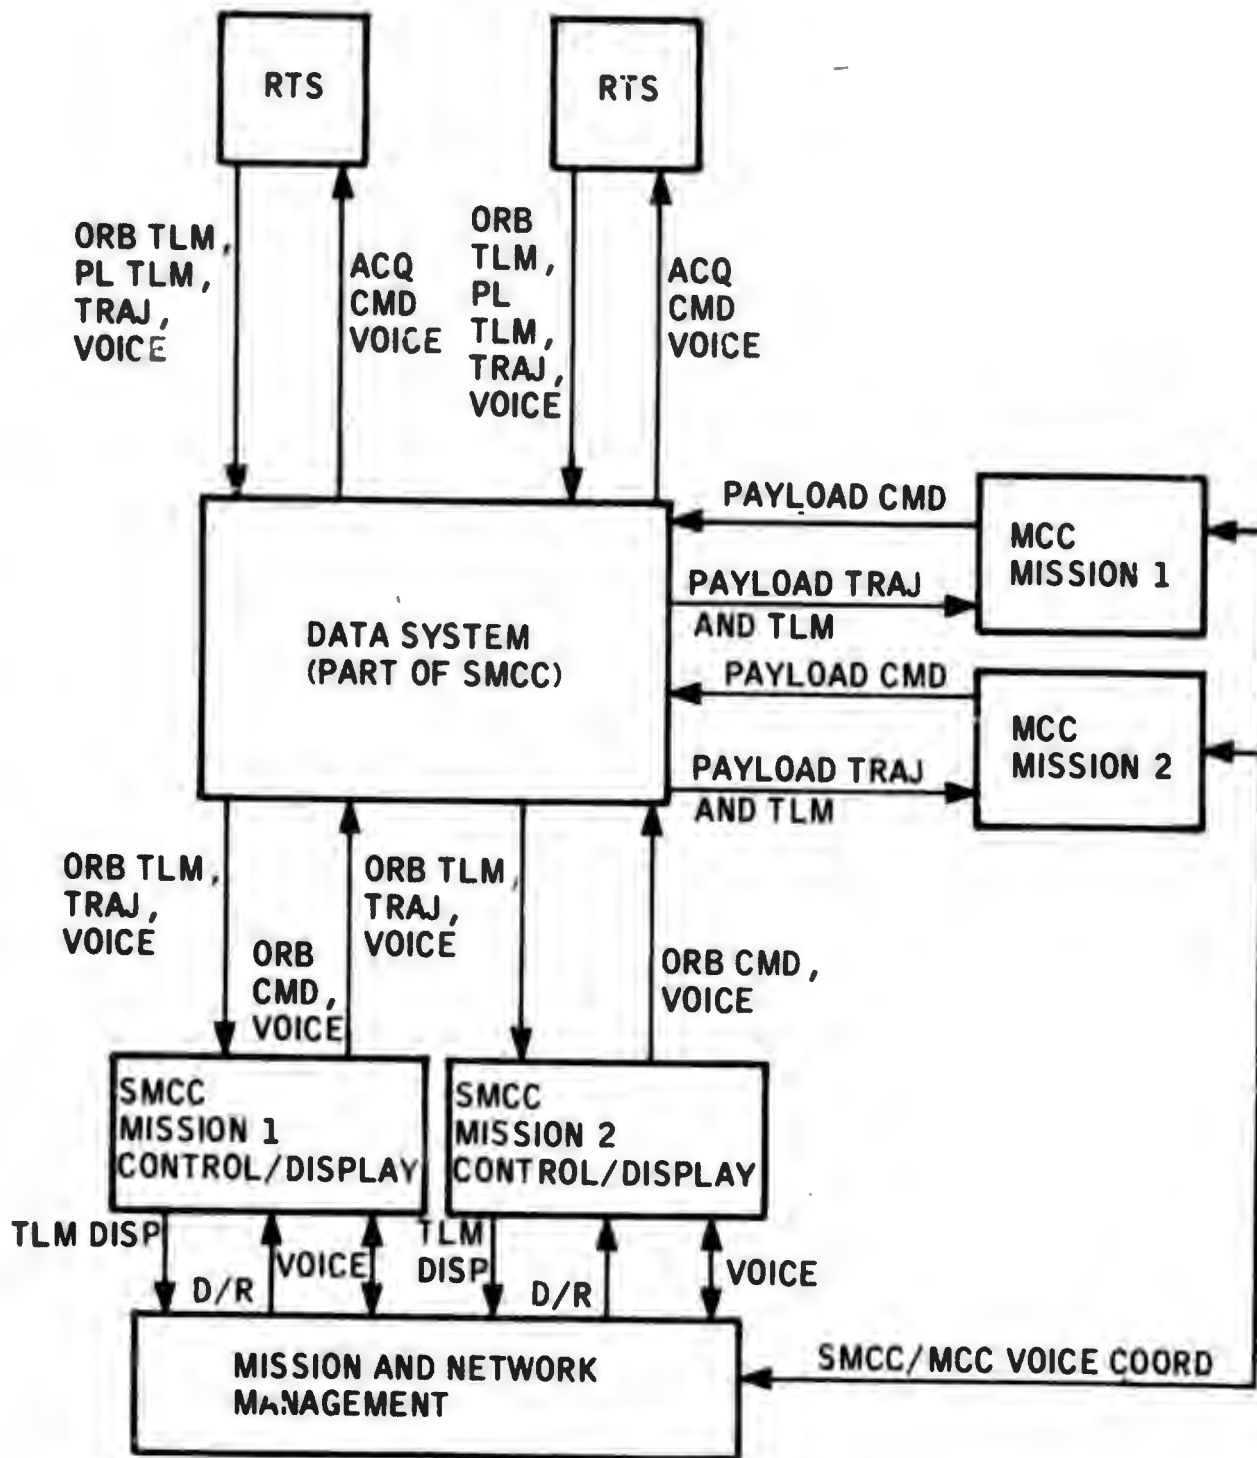 RTS
RTS
ORB TLM,
PL TLM,
TRAJ,
VOICE
ACQ
CMD
VOICE
ORB
TLM,
PL
TLM,
TRAJ,
VOICE
ACQ
CMD
VOICE
PAYLOAD CMD
MCC
MISSION 1
PAYLOAD TRAJ
AND TLM
DATA SYSTEM
(PART OF SMCC)
PAYLOAD CMD
MCC
MISSION 2
PAYLOAD TRAJ
AND TLM
ORB TLM,
TRAJ,
VOICE
ORB
CMD,
VOICE
ORB TLM,
TRAJ,
VOICE
ORB CMD,
VOICE
SMCC
MISSION 1
CONTROL/DISPLAY
SMCC
MISSION 2
CONTROL/DISPLAY
TLM DISP
D/R
VOICE
TLM
DISP
D/R
VOICE
MISSION AND NETWORK
MANAGEMENT
SMCC/MCC VOICE COORD